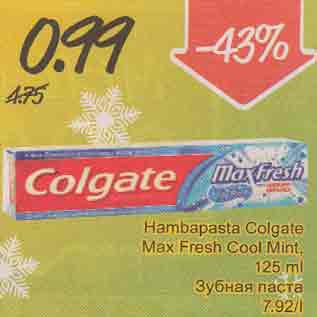 0.99
-43%
1.75
Colgate
MaxFresh
Hambapasta Colgate
Max Fresh Cool Mint,
125 ml
Зубная паста
7.92/l